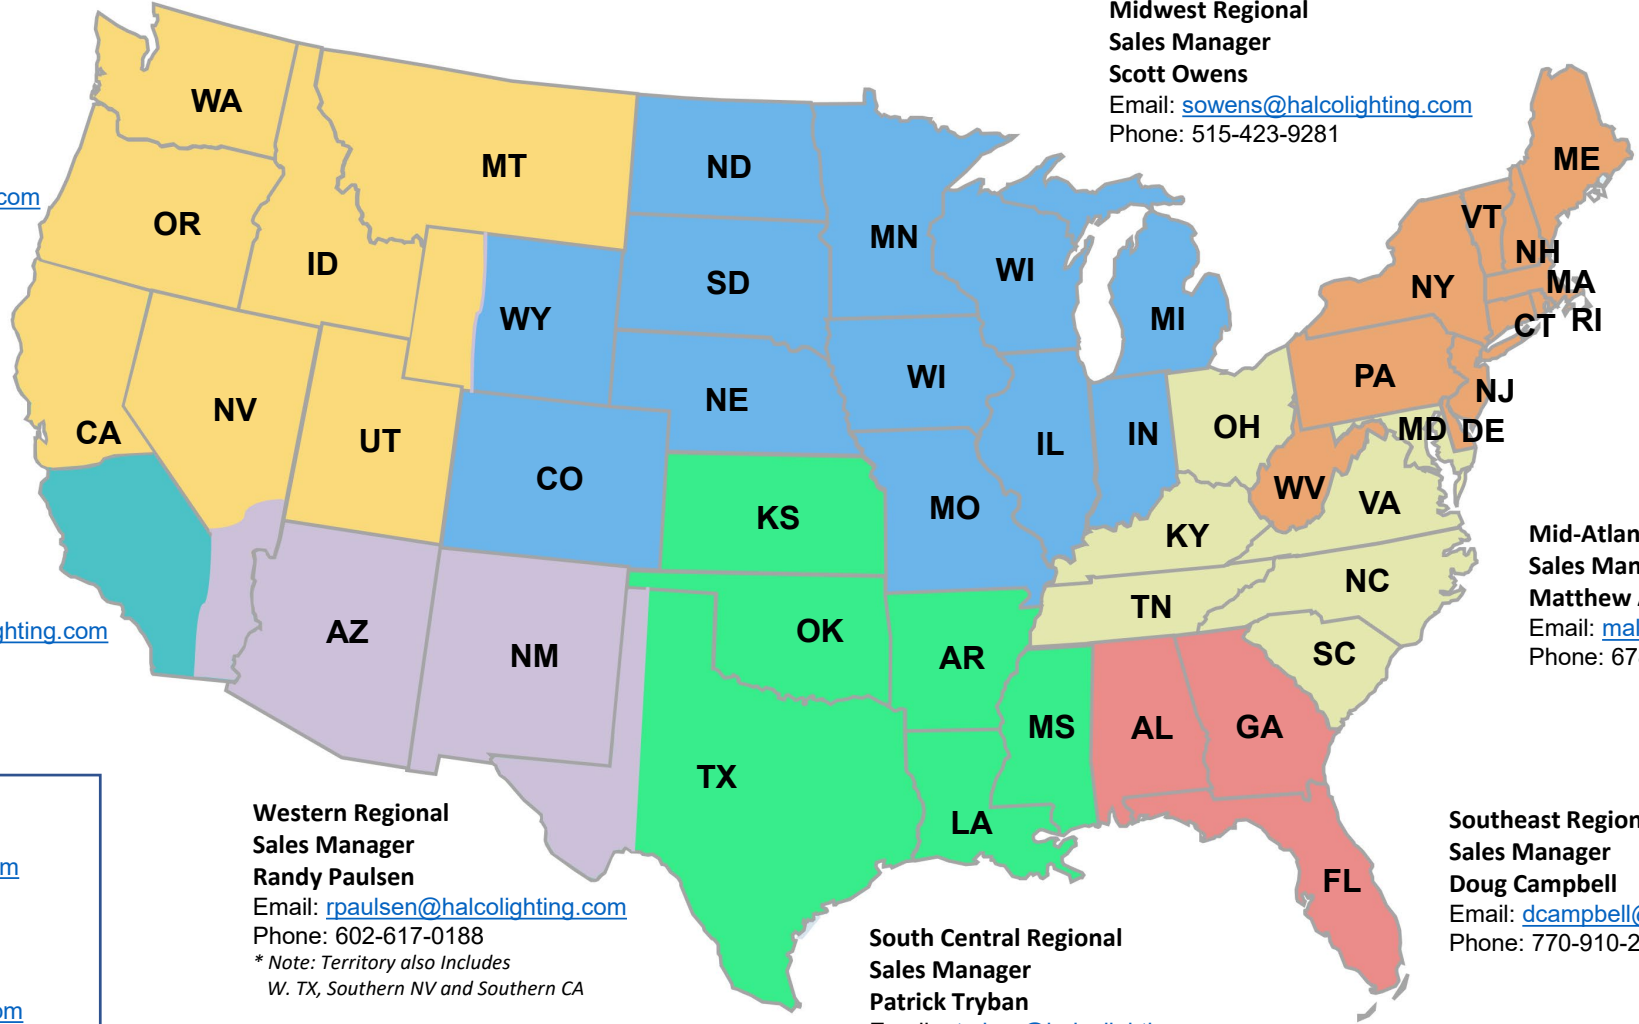 Midwest Regional
Sales Manager
Scott Owens
Email: sowens@halcolighting.com
Phone: 515-423-9281
WA
MT
ND
ME
com
OR
ID
MN
VT
NH
WI
SD
NY
MA
WY
MI
CT RI
WI
PA
NE
NJ
NV
CA
UT
OH
MD DE
IN
IL
CO
WV
VA
MO
KS
KY
Mid-Atlan
Sales Man
Matthew
Email: mal
Phone: 67
NC
TN
AZ
OK
hting.com
NM
AR
SC
MS
AL
GA
TX
LA
FL
Western Regional
Sales Manager
Randy Paulsen
Email: rpaulsen@halcolighting.com
Phone: 602-617-0188
* Note: Territory also Includes
W. TX, Southern NV and Southern CA
m
om
Southeast Region
Sales Manager
Doug Campbell
Email: dcampbell@
Phone: 770-910-2
South Central Regional
Sales Manager
Patrick Tryban